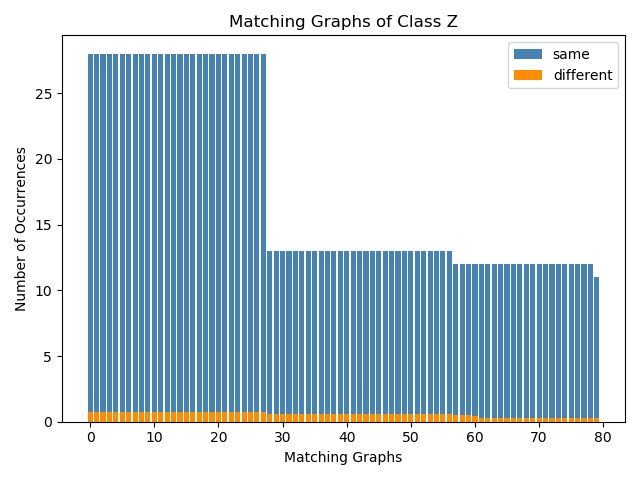 Matching Graphs of Class Z
same
different
Number of Occurrences
25
20
15
10
5
0
0 10 20 30 40 50 60 70 80
Matching Graphs